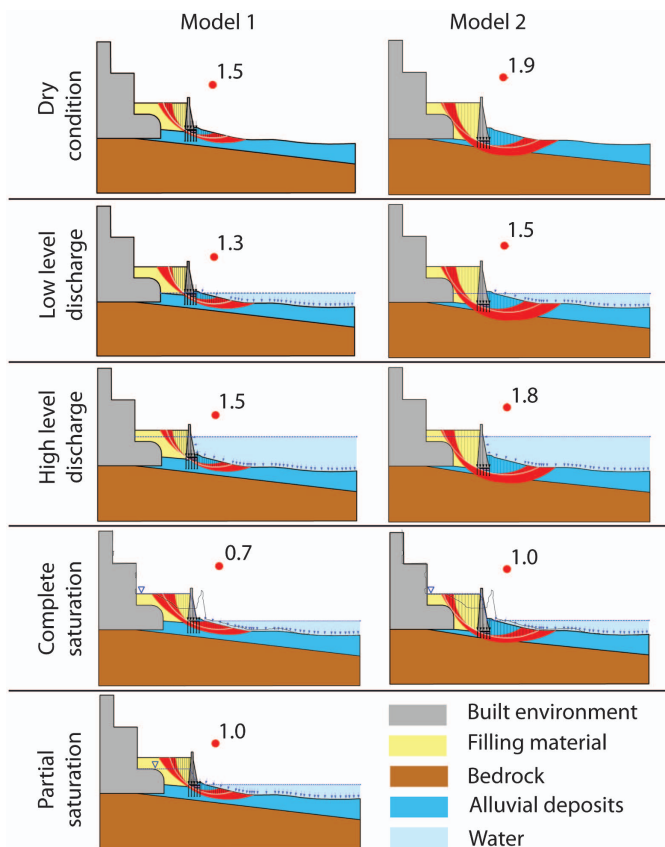 Model 1
Model 2
Dry
condition
1.5
1.9
Low level
discharge
1.3
1.5
High level
discharge
1.5
1.8
Complete
saturation
0.7
1.0
Partial
saturation
1.0
Built environment
Filling material
Bedrock
Alluvial deposits
Water